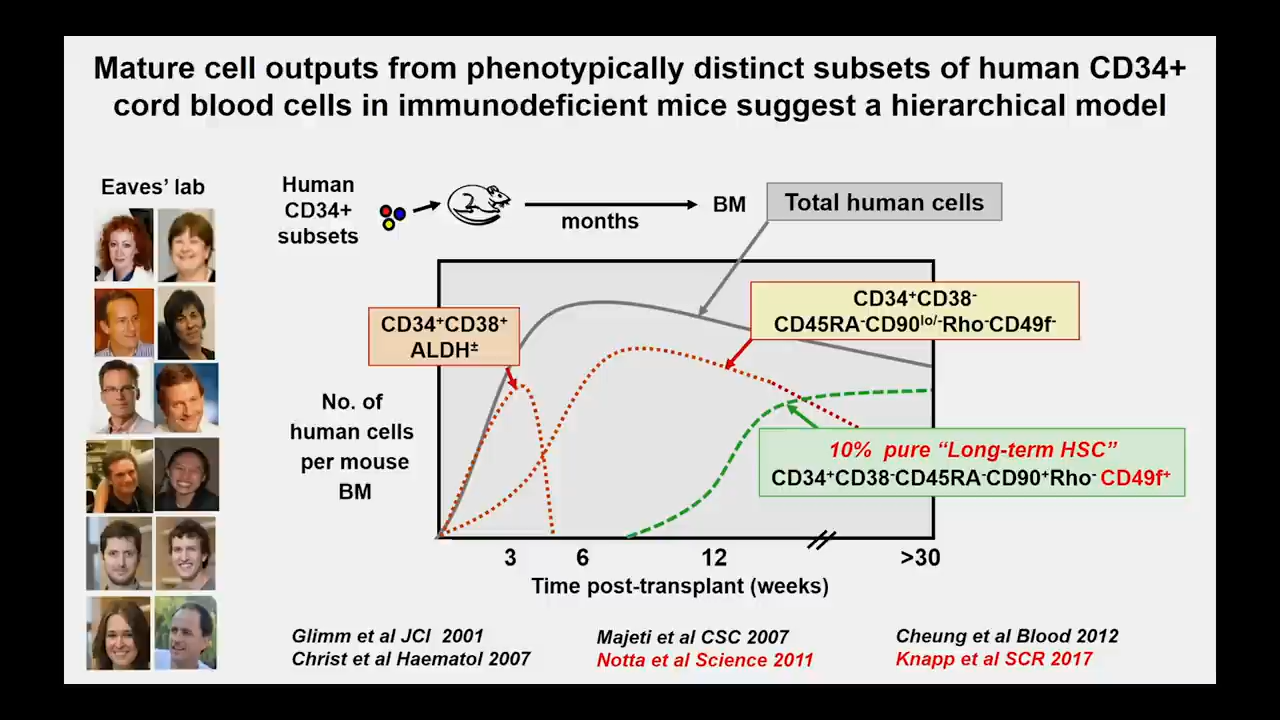 Mature cell outputs from phenotypically distinct subsets of human CD34+
cord blood cells in immunodeficient mice suggest a hierarchical model
Eaves' lab
Human
CD34+
subsets
months
BM
Total human cells
CD34⁺CD38⁺
ALDH±
CD34⁺CD38⁻
CD45RA⁻CD90ˡᵒ/⁻Rho⁻CD49f⁻
No. of
human cells
per mouse
BM
10% pure “Long-term HSC”
CD34⁺CD38⁻CD45RA⁻CD90⁺Rho⁻ CD49f⁺
3 6 12 >30
Time post-transplant (weeks)
Glimm et al JCI 2001
Christ et al Haematol 2007
Majeti et al CSC 2007
Notta et al Science 2011
Cheung et al Blood 2012
Knapp et al SCR 2017